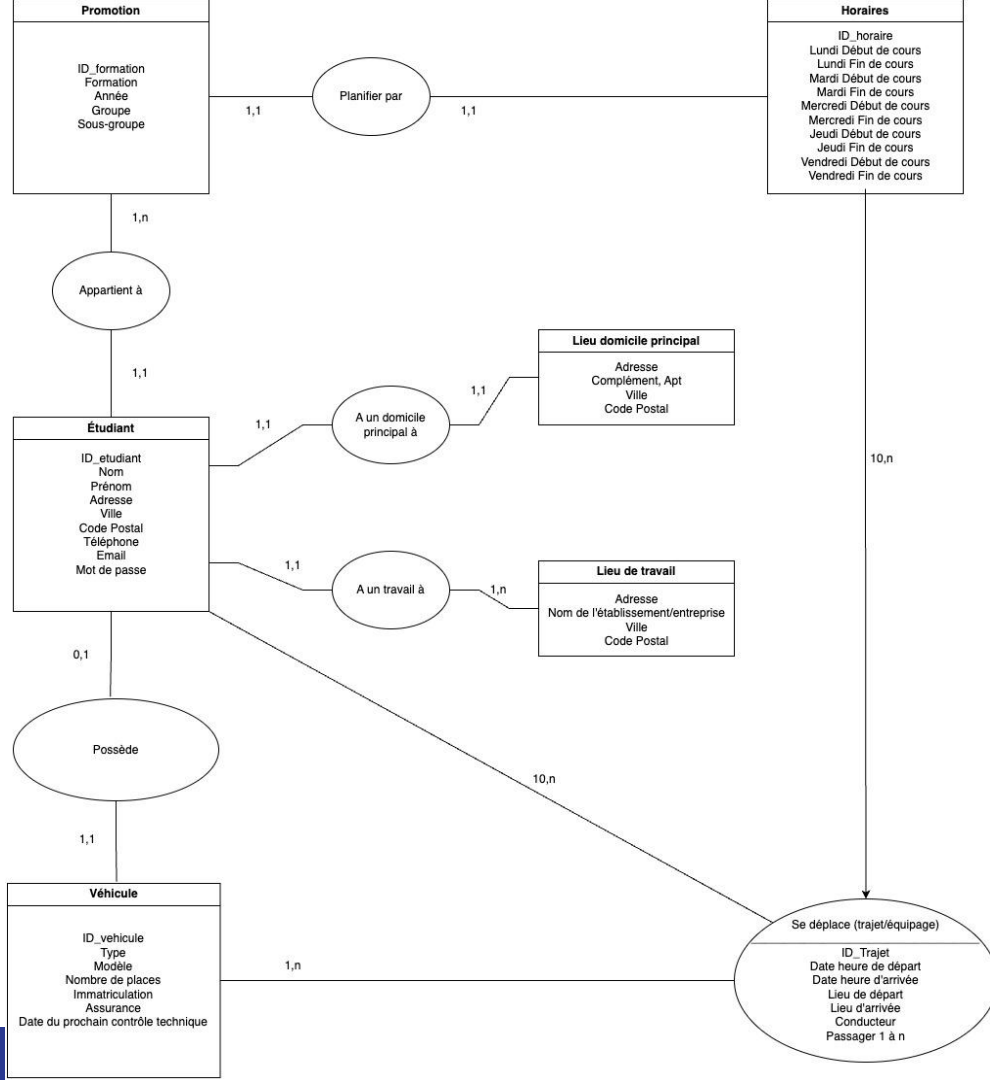 Promotion
ID_formation
Formation
Année
Groupe
Sous-groupe
1,1
Planifier par
1,1
Horaires
ID_horaire
Lundi Début de cours
Lundi Fin de cours
Mardi Début de cours
Mardi Fin de cours
Mercredi Début de cours
Mercredi Fin de cours
Jeudi Début de cours
Jeudi Fin de cours
Vendredi Début de cours
Vendredi Fin de cours
1,n
Appartient à
1,1
Étudiant
ID_etudiant
Nom
Prénom
Adresse
Ville
Code Postal
Téléphone
Email
Mot de passe
1,1
A un domicile
principal à
1,1
Lieu domicile principal
Adresse
Complément, Apt
Ville
Code Postal
10,n
1,1
A un travail à
1,n
Lieu de travail
Adresse
Nom de l'établissement/entreprise
Ville
Code Postal
0,1
Possède
1,1
10,n
Véhicule
ID_vehicule
Type
Modèle
Nombre de places
Immatriculation
Assurance
Date du prochain contrôle technique
1,n
Se déplace (trajet/équipage)
ID_Trajet
Date heure de départ
Date heure d'arrivée
Lieu de départ
Lieu d'arrivée
Conducteur
Passager 1 à n